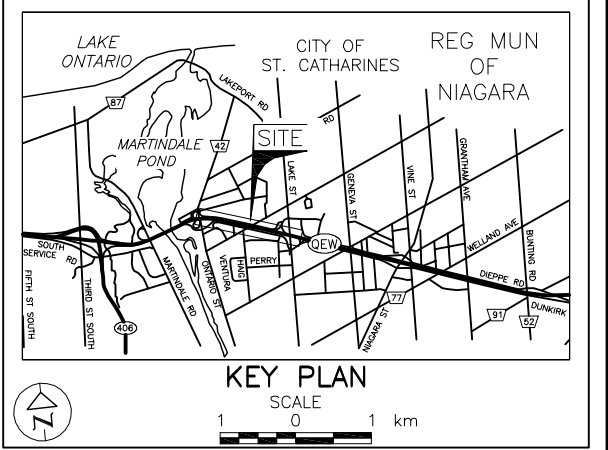 LAKE
ONTARIO
CITY OF
ST. CATHARINES
REG MUN
OF
NIAGARA
LAKEPORT RD
87
RD
MARTINDALE
POND
42
SITE
LAKE ST
GENEVA ST
VINE ST
GRANTHAM AVE
WELLAND AVE
BUNTING RD
SOUTH
SERVICE RD
QEW
FIFTH ST SOUTH
THIRD ST SOUTH
406
MARTINDALE RD
ONTARIO ST
VENTURA
HAIG
PERRY
NIAGARA ST
77
DIEPPE RD
DUNKIRK
91
52
KEY PLAN
SCALE
1 0 1 km
N